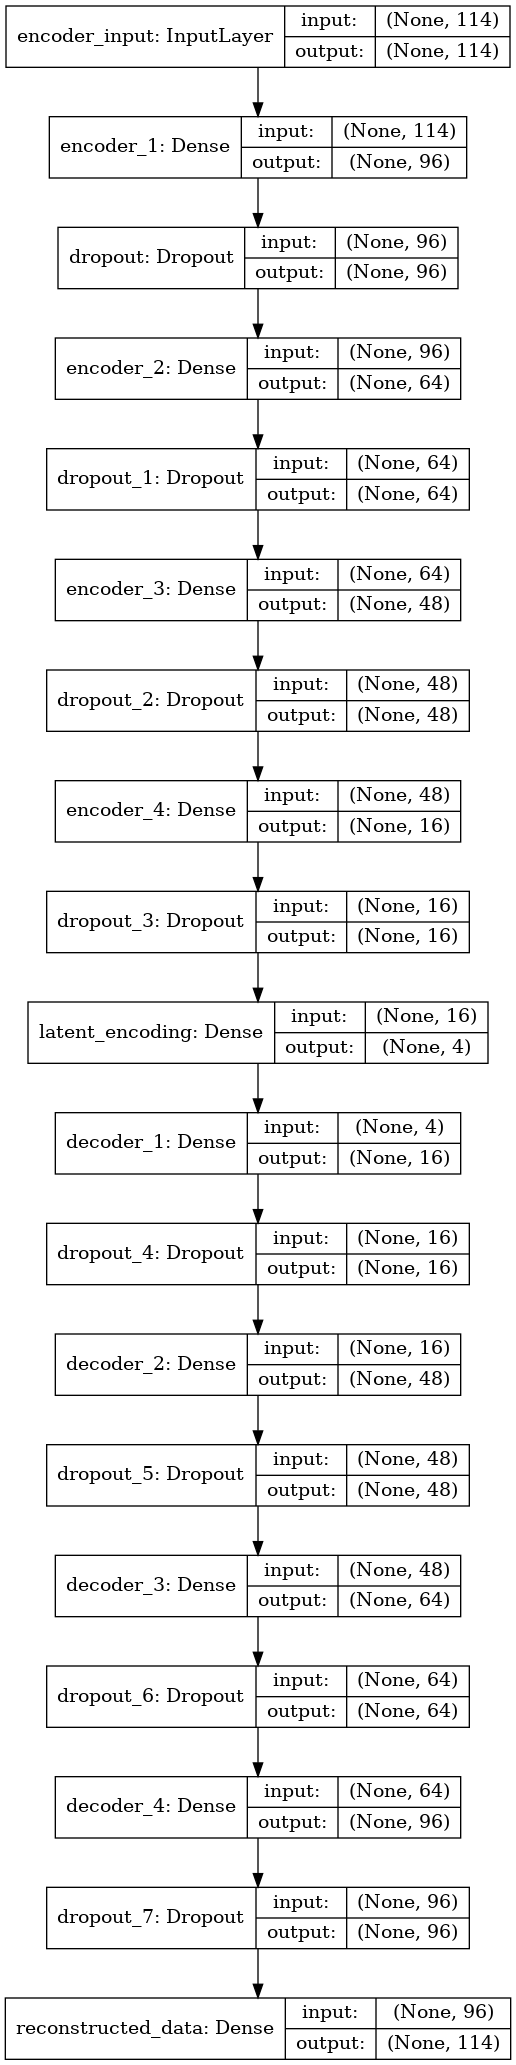 encoder_input: InputLayer
input: (None, 114)
output: (None, 114)
encoder_1: Dense
input: (None, 114)
output: (None, 96)
dropout: Dropout
input: (None, 96)
output: (None, 96)
encoder_2: Dense
input: (None, 96)
output: (None, 64)
dropout_1: Dropout
input: (None, 64)
output: (None, 64)
encoder_3: Dense
input: (None, 64)
output: (None, 48)
dropout_2: Dropout
input: (None, 48)
output: (None, 48)
encoder_4: Dense
input: (None, 48)
output: (None, 16)
dropout_3: Dropout
input: (None, 16)
output: (None, 16)
latent_encoding: Dense
input: (None, 16)
output: (None, 4)
decoder_1: Dense
input: (None, 4)
output: (None, 16)
dropout_4: Dropout
input: (None, 16)
output: (None, 16)
decoder_2: Dense
input: (None, 16)
output: (None, 48)
dropout_5: Dropout
input: (None, 48)
output: (None, 48)
decoder_3: Dense
input: (None, 48)
output: (None, 64)
dropout_6: Dropout
input: (None, 64)
output: (None, 64)
decoder_4: Dense
input: (None, 64)
output: (None, 96)
dropout_7: Dropout
input: (None, 96)
output: (None, 96)
reconstructed_data: Dense
input: (None, 96)
output: (None, 114)